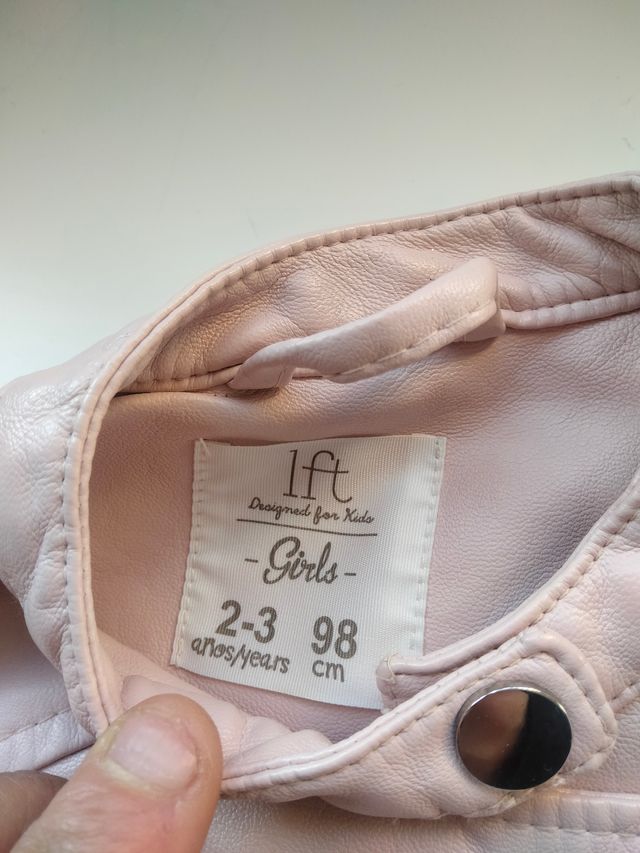 lft
Designed for Kids
- Girls -
2-3 98
años/years cm